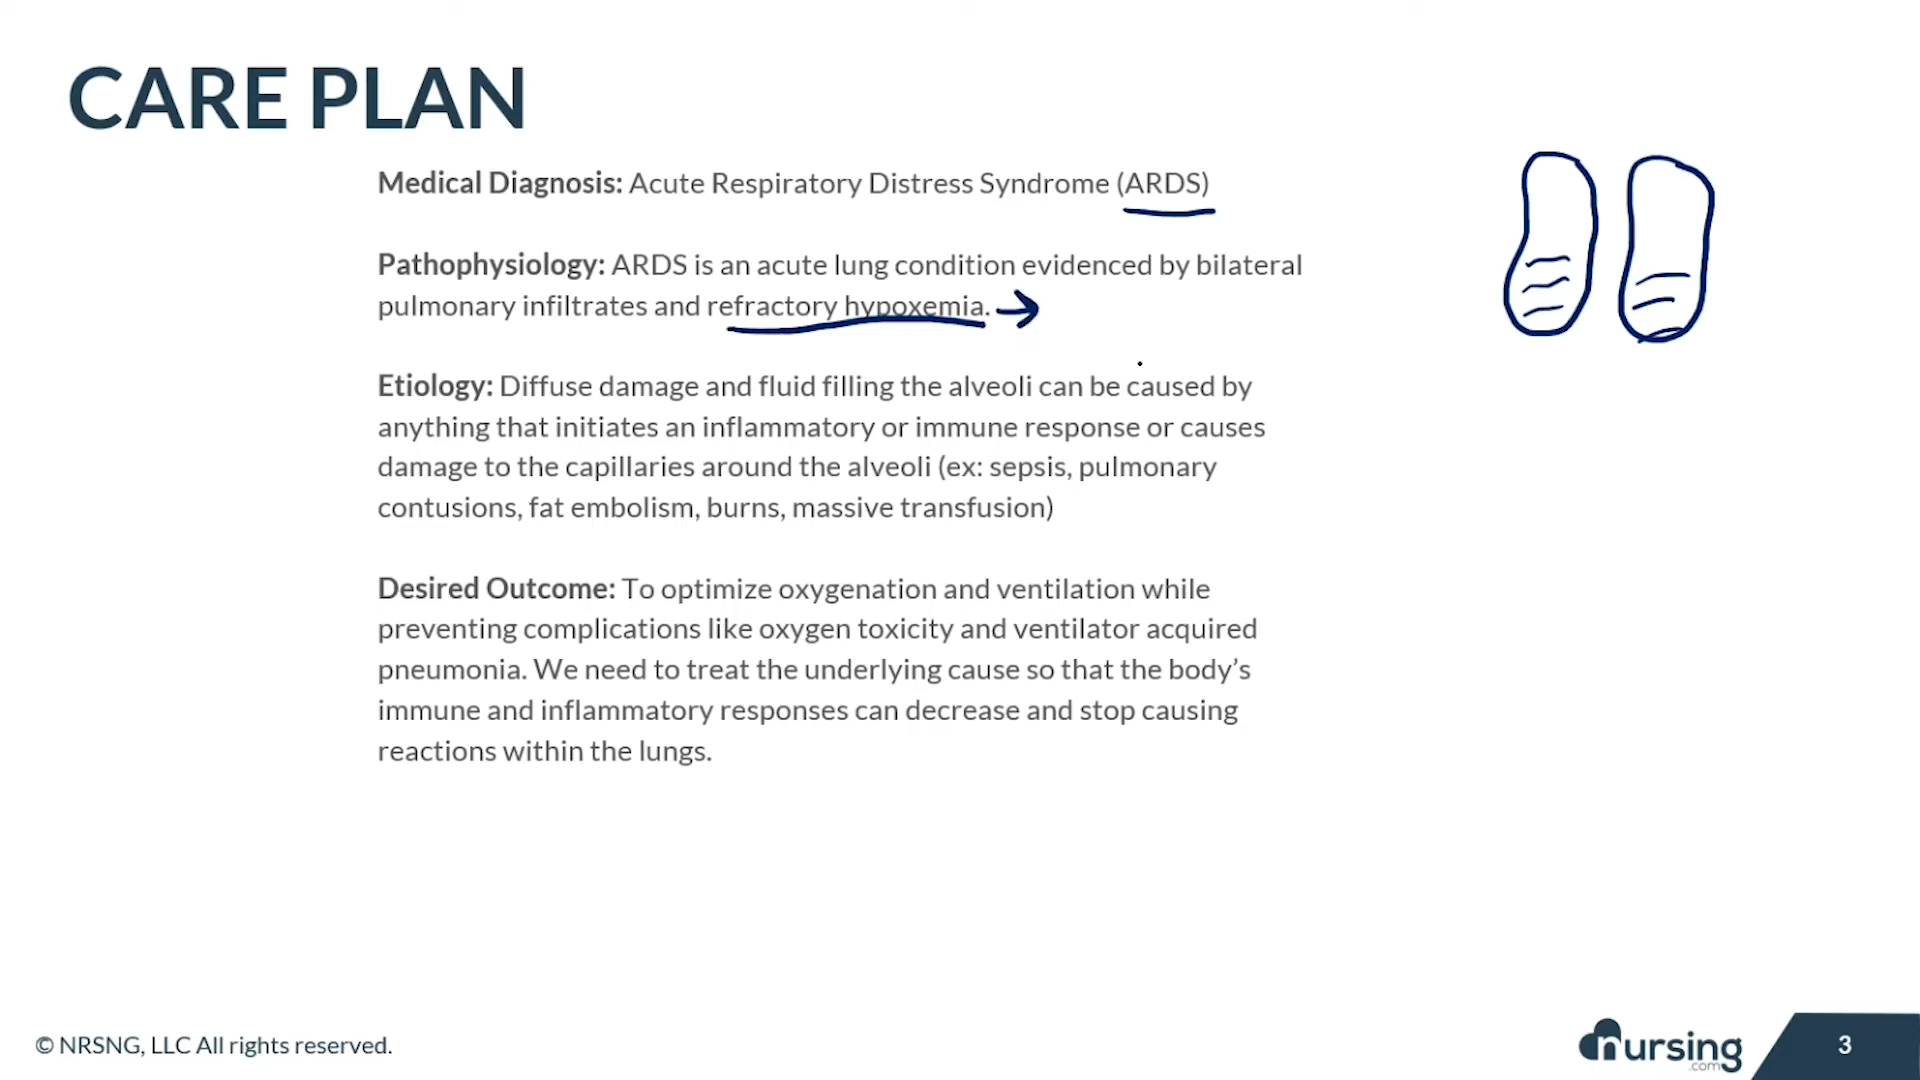 CARE PLAN
Medical Diagnosis: Acute Respiratory Distress Syndrome (ARDS)
Pathophysiology: ARDS is an acute lung condition evidenced by bilateral
pulmonary infiltrates and refractory hypoxemia.
Etiology: Diffuse damage and fluid filling the alveoli can be caused by
anything that initiates an inflammatory or immune response or causes
damage to the capillaries around the alveoli (ex: sepsis, pulmonary
contusions, fat embolism, burns, massive transfusion)
Desired Outcome: To optimize oxygenation and ventilation while
preventing complications like oxygen toxicity and ventilator acquired
pneumonia. We need to treat the underlying cause so that the body’s
immune and inflammatory responses can decrease and stop causing
reactions within the lungs.
© NRSNG, LLC All rights reserved.
nursing
.com
3